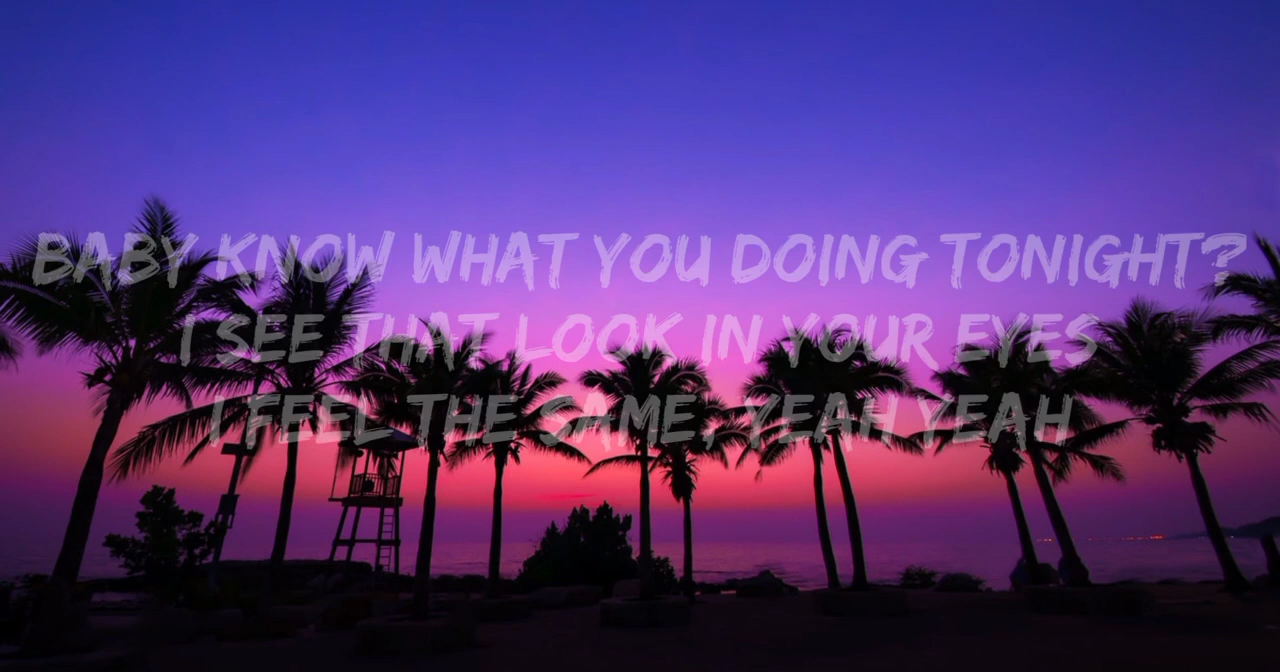 BABY KNOW WHAT YOU DOING TONIGHT?
I SEE THAT LOOK IN YOUR EYES
I FEEL THE SAME, YEAH YEAH